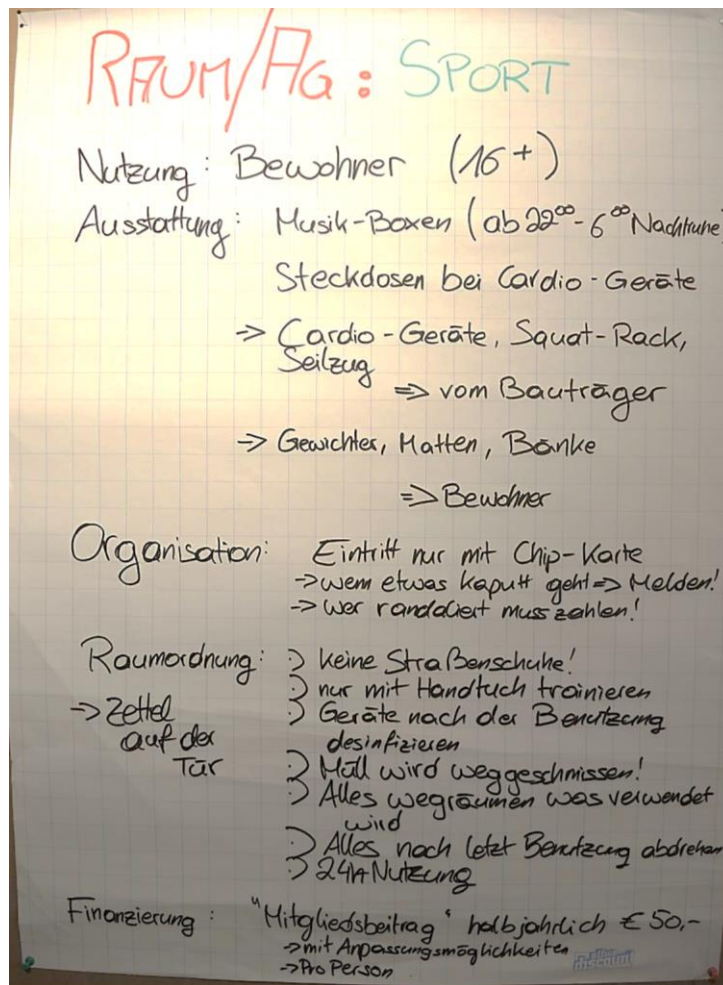 RAUM/AG: SPORT
Nutzung: Bewohner (16+)
Ausstattung: Musik-Boxen (ab 22⁰⁰-6⁰⁰ Nachtruhe
Steckdosen bei Cardio-Geräte
-> Cardio-Geräte, Squat-Rack,
Seilzug
=> vom Bauträger
-> Gewichter, Matten, Bänke
=> Bewohner
Organisation: Eintritt nur mit Chip-Karte
-> wem etwas kaputt geht => Melden!
-> wer randaliert muss zahlen!
Raumordnung: :) keine Straßenschuhe!
:) nur mit Handtuch trainieren
-> Zettel :) Geräte nach der Benutzung
auf der desinfizieren
Tür :) Müll wird weggeschmissen!
:) Alles wegräumen was verwendet
wird
:) Alles nach letzt Benutzung abdrehen
:) 24h Nutzung
Finanzierung: "Mitgliedsbeitrag" halbjährlich € 50,-
-> mit Anpassungsmöglichkeiten
-> Pro Person
discount